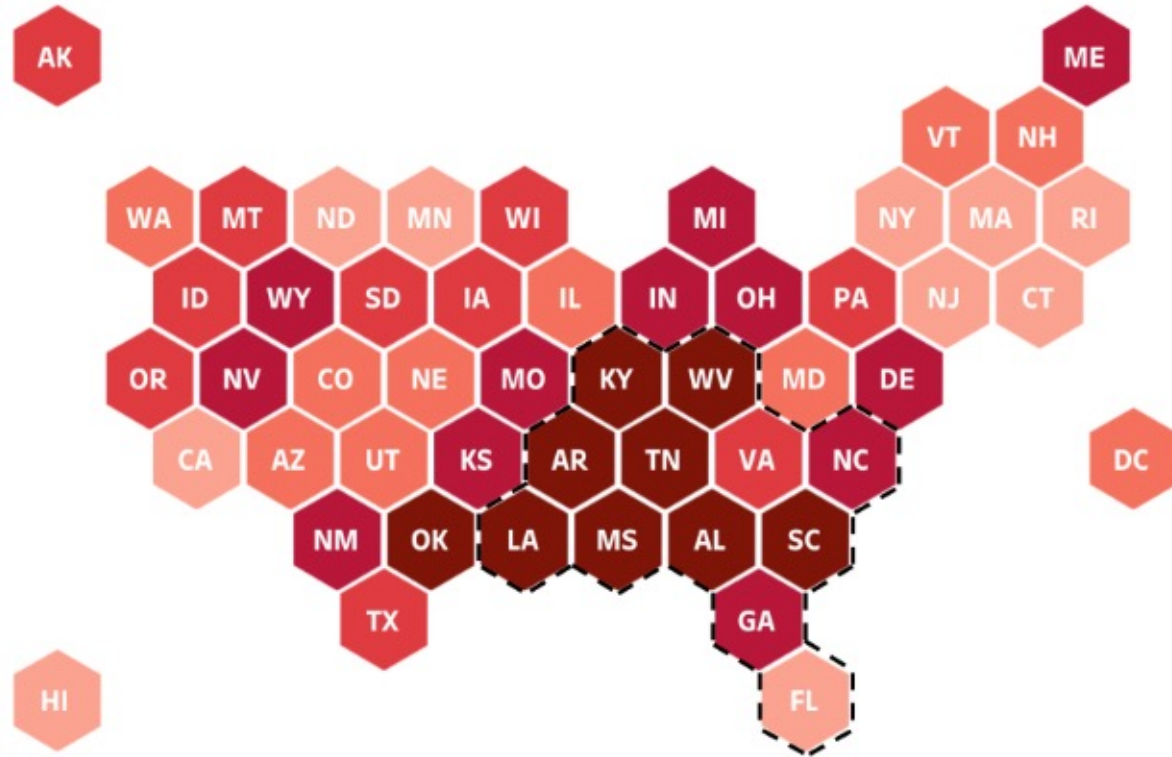 AK
ME
VT NH
WA MT ND MN WI MI NY MA RI
ID WY SD IA IL IN OH PA NJ CT
OR NV CO NE MO KY WV MD DE
CA AZ UT KS AR TN VA NC DC
NM OK LA MS AL SC
TX GA
HI FL